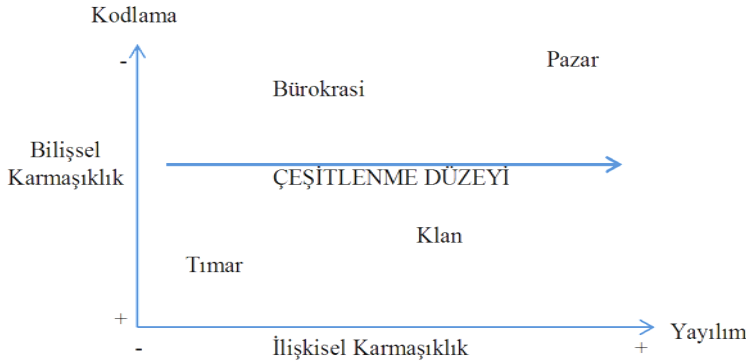 Kodlama
-
Pazar
Bürokrasi
Bilişsel
Karmaşıklık
ÇEŞİTLENME DÜZEYİ
Klan
Tımar
+
Yayılım
-
İlişkisel Karmaşıklık
+